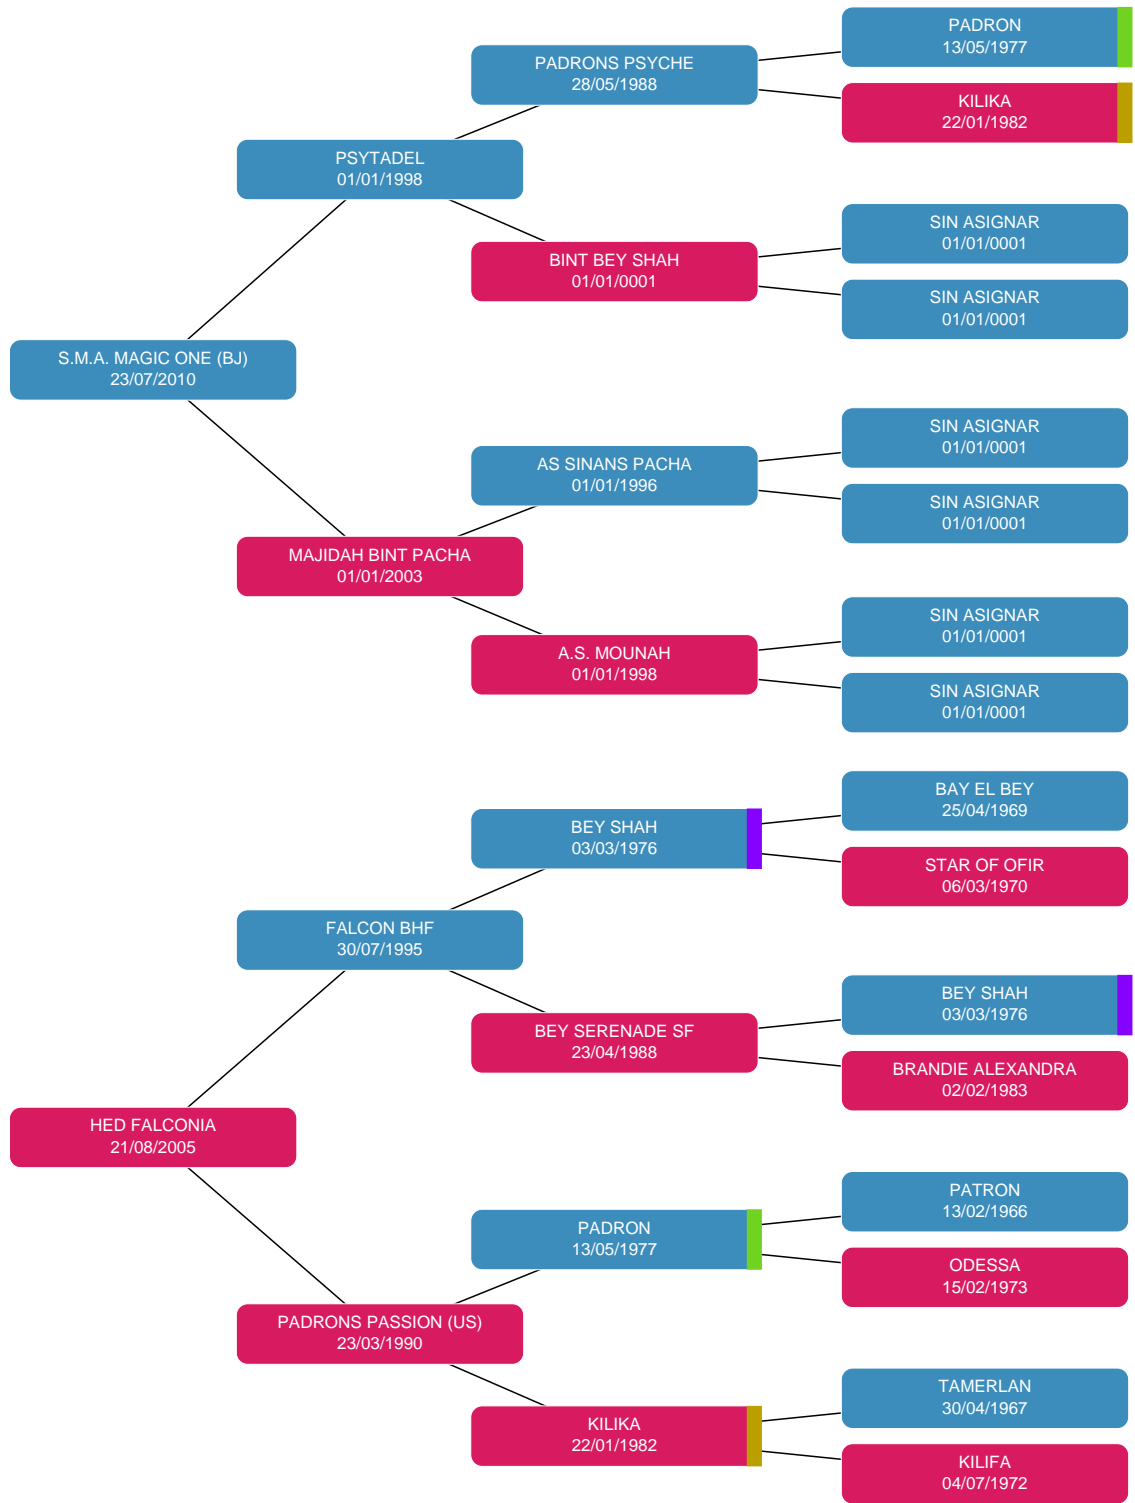 PADRON
13/05/1977
PADRONS PSYCHE
28/05/1988
KILIKA
22/01/1982
PSYTADEL
01/01/1998
SIN ASIGNAR
01/01/0001
BINT BEY SHAH
01/01/0001
SIN ASIGNAR
01/01/0001
S.M.A. MAGIC ONE (BJ)
23/07/2010
SIN ASIGNAR
01/01/0001
AS SINANS PACHA
01/01/1996
SIN ASIGNAR
01/01/0001
MAJIDAH BINT PACHA
01/01/2003
SIN ASIGNAR
01/01/0001
A.S. MOUNAH
01/01/1998
SIN ASIGNAR
01/01/0001
BAY EL BEY
25/04/1969
BEY SHAH
03/03/1976
STAR OF OFIR
06/03/1970
FALCON BHF
30/07/1995
BEY SHAH
03/03/1976
BEY SERENADE SF
23/04/1988
BRANDIE ALEXANDRA
02/02/1983
HED FALCONIA
21/08/2005
PATRON
13/02/1966
PADRON
13/05/1977
ODESSA
15/02/1973
PADRONS PASSION (US)
23/03/1990
TAMERLAN
30/04/1967
KILIKA
22/01/1982
KILIFA
04/07/1972